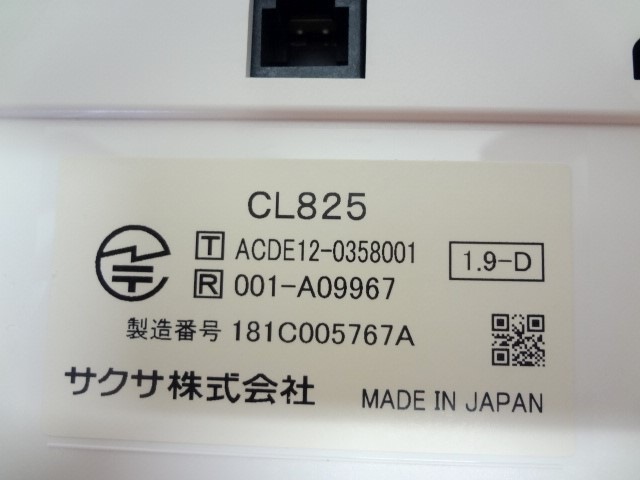 CL825
T ACDE12-0358001 1.9-D
R 001-A09967
製造番号 181C005767A
サクサ株式会社 MADE IN JAPAN